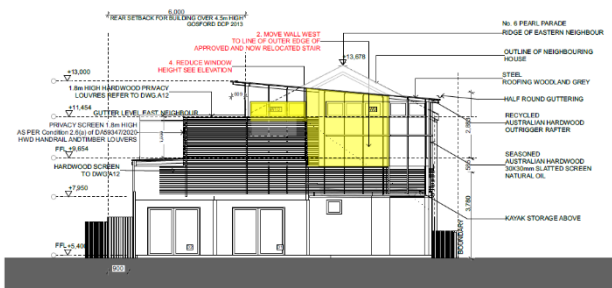 6,000
REAR SETBACK FOR BUILDING OVER 4.5m HIGH
GOSFORD DCP 2013
2. MOVE WALL WEST
TO LINE OF OUTER EDGE OF
APPROVED AND NOW RELOCATED STAIR
No. 6 PEARL PARADE
RIDGE OF EASTERN NEIGHBOUR
+13,678
4. REDUCE WINDOW
HEIGHT SEE ELEVATION
OUTLINE OF NEIGHBOURING
HOUSE
+13,000
STEEL
ROOFING WOODLAND GREY
1.8m HIGH HARDWOOD PRIVACY
LOUVRES REFER TO DWG.A12
HALF ROUND GUTTERING
+11,454
GUTTER LEVEL EAST NEIGHBOUR
RECYCLED
AUSTRALIAN HARDWOOD
OUTRIGGER RAFTER
PRIVACY SCREEN 1.8m HIGH
AS PER Condition 2.6(a) of DA59347/2020
HWD HANDRAIL ANDTIMBER LOUVERS
FFL +9,654
SEASONED
AUSTRALIAN HARDWOOD
30X30mm SLATTED SCREEN
NATURAL OIL
HARDWOOD SCREEN
TO DWG A12
+7,950
3,760
KAYAK STORAGE ABOVE
BOUNDARY
FFL +5,400
900